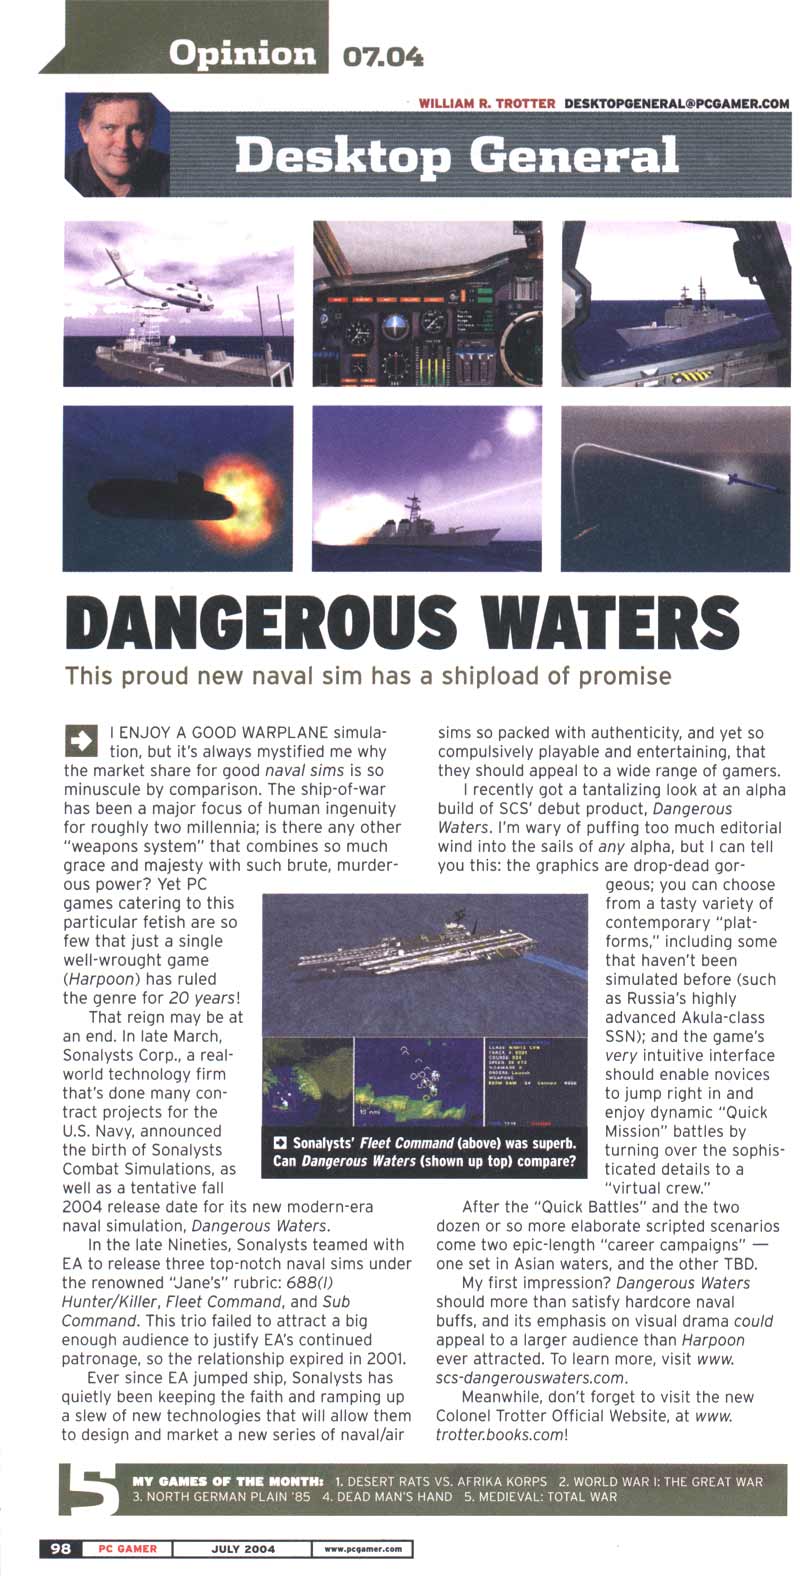 Opinion 07.04
WILLIAM R. TROTTER DESKTOPGENERAL@PCGAMER.COM
Desktop General
DANGEROUS WATERS
This proud new naval sim has a shipload of promise
I ENJOY A GOOD WARPLANE simula-
tion, but it's always mystified me why
the market share for good naval sims is so
minuscule by comparison. The ship-of-war
has been a major focus of human ingenuity
for roughly two millennia; is there any other
"weapons system" that combines so much
grace and majesty with such brute, murder-
ous power? Yet PC
games catering to this
particular fetish are so
few that just a single
well-wrought game
(Harpoon) has ruled
the genre for 20 years!
That reign may be at
an end. In late March,
Sonalysts Corp., a real-
world technology firm
that's done many con-
tract projects for the
U.S. Navy, announced
the birth of Sonalysts
Combat Simulations, as
well as a tentative fall
2004 release date for its new modern-era
naval simulation, Dangerous Waters.
In the late Nineties, Sonalysts teamed with
EA to release three top-notch naval sims under
the renowned "Jane's" rubric: 688(I)
Hunter/Killer, Fleet Command, and Sub
Command. This trio failed to attract a big
enough audience to justify EA's continued
patronage, so the relationship expired in 2001.
Ever since EA jumped ship, Sonalysts has
quietly been keeping the faith and ramping up
a slew of new technologies that will allow them
to design and market a new series of naval/air
sims so packed with authenticity, and yet so
compulsively playable and entertaining, that
they should appeal to a wide range of gamers.
I recently got a tantalizing look at an alpha
build of SCS' debut product, Dangerous
Waters. I'm wary of puffing too much editorial
wind into the sails of any alpha, but I can tell
you this: the graphics are drop-dead gor-
geous; you can choose
from a tasty variety of
contemporary "plat-
forms," including some
that haven't been
simulated before (such
as Russia's highly
advanced Akula-class
SSN); and the game's
very intuitive interface
should enable novices
to jump right in and
enjoy dynamic "Quick
Mission" battles by
turning over the sophis-
ticated details to a
"virtual crew."
After the "Quick Battles" and the two
dozen or so more elaborate scripted scenarios
come two epic-length "career campaigns" —
one set in Asian waters, and the other TBD.
My first impression? Dangerous Waters
should more than satisfy hardcore naval
buffs, and its emphasis on visual drama could
appeal to a larger audience than Harpoon
ever attracted. To learn more, visit www.
scs-dangerouswaters.com.
Meanwhile, don't forget to visit the new
Colonel Trotter Official Website, at www.
trotter.books.com!
10 nmi
Sonalysts' Fleet Command (above) was superb.
Can Dangerous Waters (shown up top) compare?
5 MY GAMES OF THE MONTH: 1. DESERT RATS VS. AFRIKA KORPS 2. WORLD WAR I: THE GREAT WAR
3. NORTH GERMAN PLAIN '85 4. DEAD MAN'S HAND 5. MEDIEVAL: TOTAL WAR
98 PC GAMER JULY 2004 www.pcgamer.com